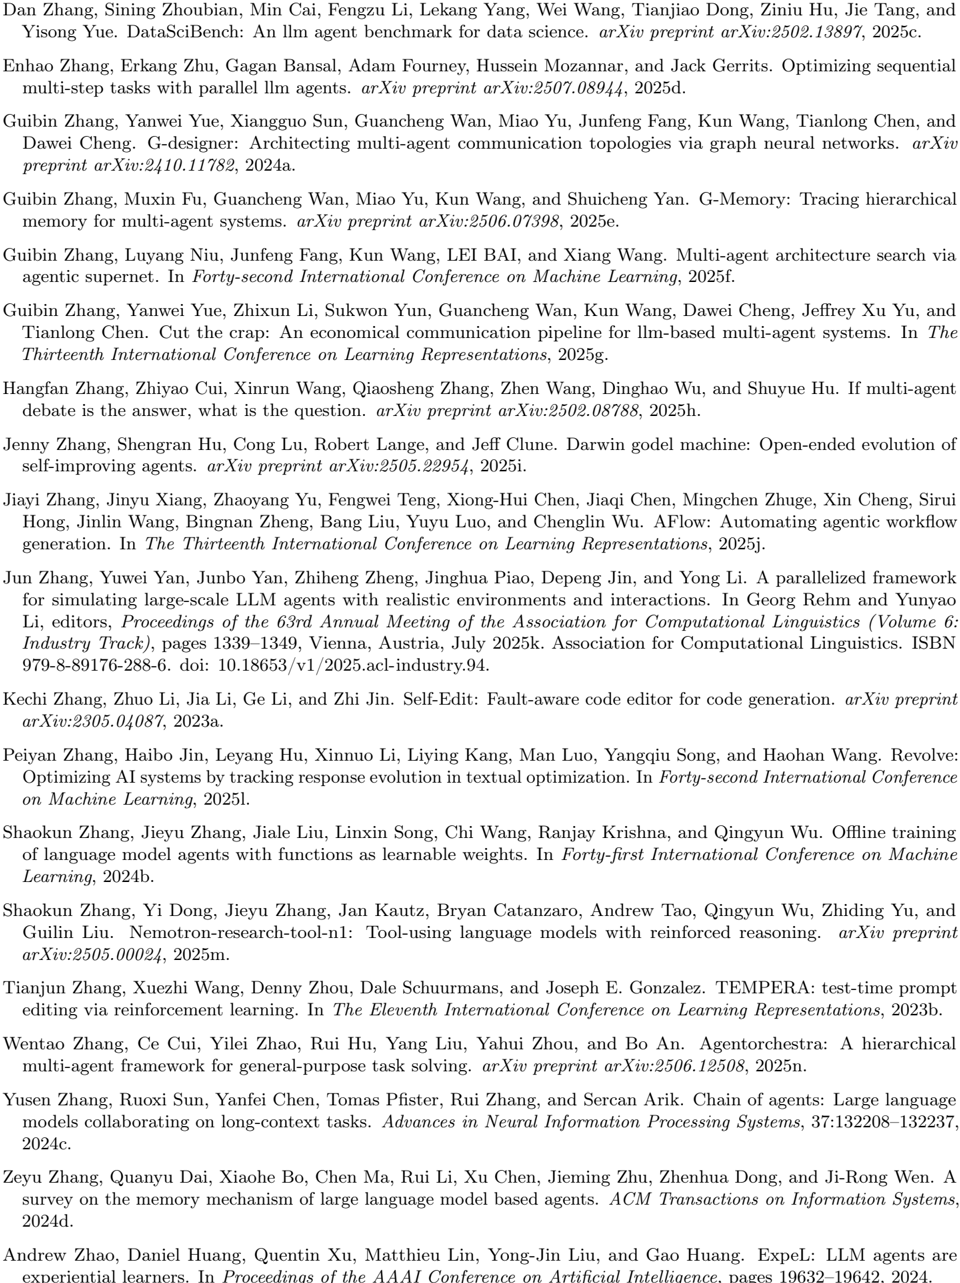 Dan Zhang, Sining Zhoubian, Min Cai, Fengzu Li, Lekang Yang, Wei Wang, Tianjiao Dong, Ziniu Hu, Jie Tang, and
Yisong Yue. DataSciBench: An llm agent benchmark for data science. arXiv preprint arXiv:2502.13897, 2025c.
Enhao Zhang, Erkang Zhu, Gagan Bansal, Adam Fourney, Hussein Mozannar, and Jack Gerrits. Optimizing sequential
multi-step tasks with parallel llm agents. arXiv preprint arXiv:2507.08944, 2025d.
Guibin Zhang, Yanwei Yue, Xiangguo Sun, Guancheng Wan, Miao Yu, Junfeng Fang, Kun Wang, Tianlong Chen, and
Dawei Cheng. G-designer: Architecting multi-agent communication topologies via graph neural networks. arXiv
preprint arXiv:2410.11782, 2024a.
Guibin Zhang, Muxin Fu, Guancheng Wan, Miao Yu, Kun Wang, and Shuicheng Yan. G-Memory: Tracing hierarchical
memory for multi-agent systems. arXiv preprint arXiv:2506.07398, 2025e.
Guibin Zhang, Luyang Niu, Junfeng Fang, Kun Wang, LEI BAI, and Xiang Wang. Multi-agent architecture search via
agentic supernet. In Forty-second International Conference on Machine Learning, 2025f.
Guibin Zhang, Yanwei Yue, Zhixun Li, Sukwon Yun, Guancheng Wan, Kun Wang, Dawei Cheng, Jeffrey Xu Yu, and
Tianlong Chen. Cut the crap: An economical communication pipeline for llm-based multi-agent systems. In The
Thirteenth International Conference on Learning Representations, 2025g.
Hangfan Zhang, Zhiyao Cui, Xinrun Wang, Qiaosheng Zhang, Zhen Wang, Dinghao Wu, and Shuyue Hu. If multi-agent
debate is the answer, what is the question. arXiv preprint arXiv:2502.08788, 2025h.
Jenny Zhang, Shengran Hu, Cong Lu, Robert Lange, and Jeff Clune. Darwin godel machine: Open-ended evolution of
self-improving agents. arXiv preprint arXiv:2505.22954, 2025i.
Jiayi Zhang, Jinyu Xiang, Zhaoyang Yu, Fengwei Teng, Xiong-Hui Chen, Jiaqi Chen, Mingchen Zhuge, Xin Cheng, Sirui
Hong, Jinlin Wang, Bingnan Zheng, Bang Liu, Yuyu Luo, and Chenglin Wu. AFlow: Automating agentic workflow
generation. In The Thirteenth International Conference on Learning Representations, 2025j.
Jun Zhang, Yuwei Yan, Junbo Yan, Zhiheng Zheng, Jinghua Piao, Depeng Jin, and Yong Li. A parallelized framework
for simulating large-scale LLM agents with realistic environments and interactions. In Georg Rehm and Yunyao
Li, editors, Proceedings of the 63rd Annual Meeting of the Association for Computational Linguistics (Volume 6:
Industry Track), pages 1339–1349, Vienna, Austria, July 2025k. Association for Computational Linguistics. ISBN
979-8-89176-288-6. doi: 10.18653/v1/2025.acl-industry.94.
Kechi Zhang, Zhuo Li, Jia Li, Ge Li, and Zhi Jin. Self-Edit: Fault-aware code editor for code generation. arXiv preprint
arXiv:2305.04087, 2023a.
Peiyan Zhang, Haibo Jin, Leyang Hu, Xinnuo Li, Liying Kang, Man Luo, Yangqiu Song, and Haohan Wang. Revolve:
Optimizing AI systems by tracking response evolution in textual optimization. In Forty-second International Conference
on Machine Learning, 2025l.
Shaokun Zhang, Jieyu Zhang, Jiale Liu, Linxin Song, Chi Wang, Ranjay Krishna, and Qingyun Wu. Offline training
of language model agents with functions as learnable weights. In Forty-first International Conference on Machine
Learning, 2024b.
Shaokun Zhang, Yi Dong, Jieyu Zhang, Jan Kautz, Bryan Catanzaro, Andrew Tao, Qingyun Wu, Zhiding Yu, and
Guilin Liu. Nemotron-research-tool-n1: Tool-using language models with reinforced reasoning. arXiv preprint
arXiv:2505.00024, 2025m.
Tianjun Zhang, Xuezhi Wang, Denny Zhou, Dale Schuurmans, and Joseph E. Gonzalez. TEMPERA: test-time prompt
editing via reinforcement learning. In The Eleventh International Conference on Learning Representations, 2023b.
Wentao Zhang, Ce Cui, Yilei Zhao, Rui Hu, Yang Liu, Yahui Zhou, and Bo An. Agentorchestra: A hierarchical
multi-agent framework for general-purpose task solving. arXiv preprint arXiv:2506.12508, 2025n.
Yusen Zhang, Ruoxi Sun, Yanfei Chen, Tomas Pfister, Rui Zhang, and Sercan Arik. Chain of agents: Large language
models collaborating on long-context tasks. Advances in Neural Information Processing Systems, 37:132208–132237,
2024c.
Zeyu Zhang, Quanyu Dai, Xiaohe Bo, Chen Ma, Rui Li, Xu Chen, Jieming Zhu, Zhenhua Dong, and Ji-Rong Wen. A
survey on the memory mechanism of large language model based agents. ACM Transactions on Information Systems,
2024d.
Andrew Zhao, Daniel Huang, Quentin Xu, Matthieu Lin, Yong-Jin Liu, and Gao Huang. ExpeL: LLM agents are
experiential learners. In Proceedings of the AAAI Conference on Artificial Intelligence, pages 19632–19642, 2024.